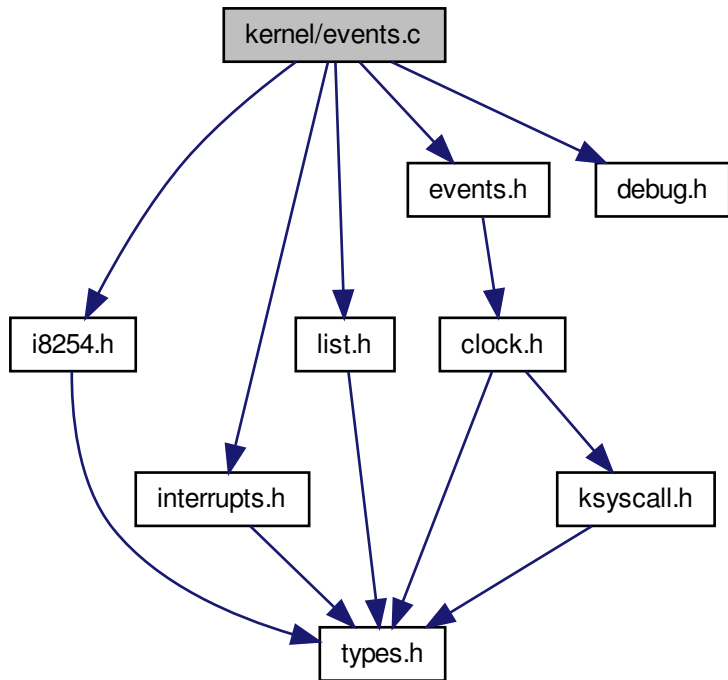 kernel/events.c
events.h
debug.h
i8254.h
list.h
clock.h
interrupts.h
ksyscall.h
types.h